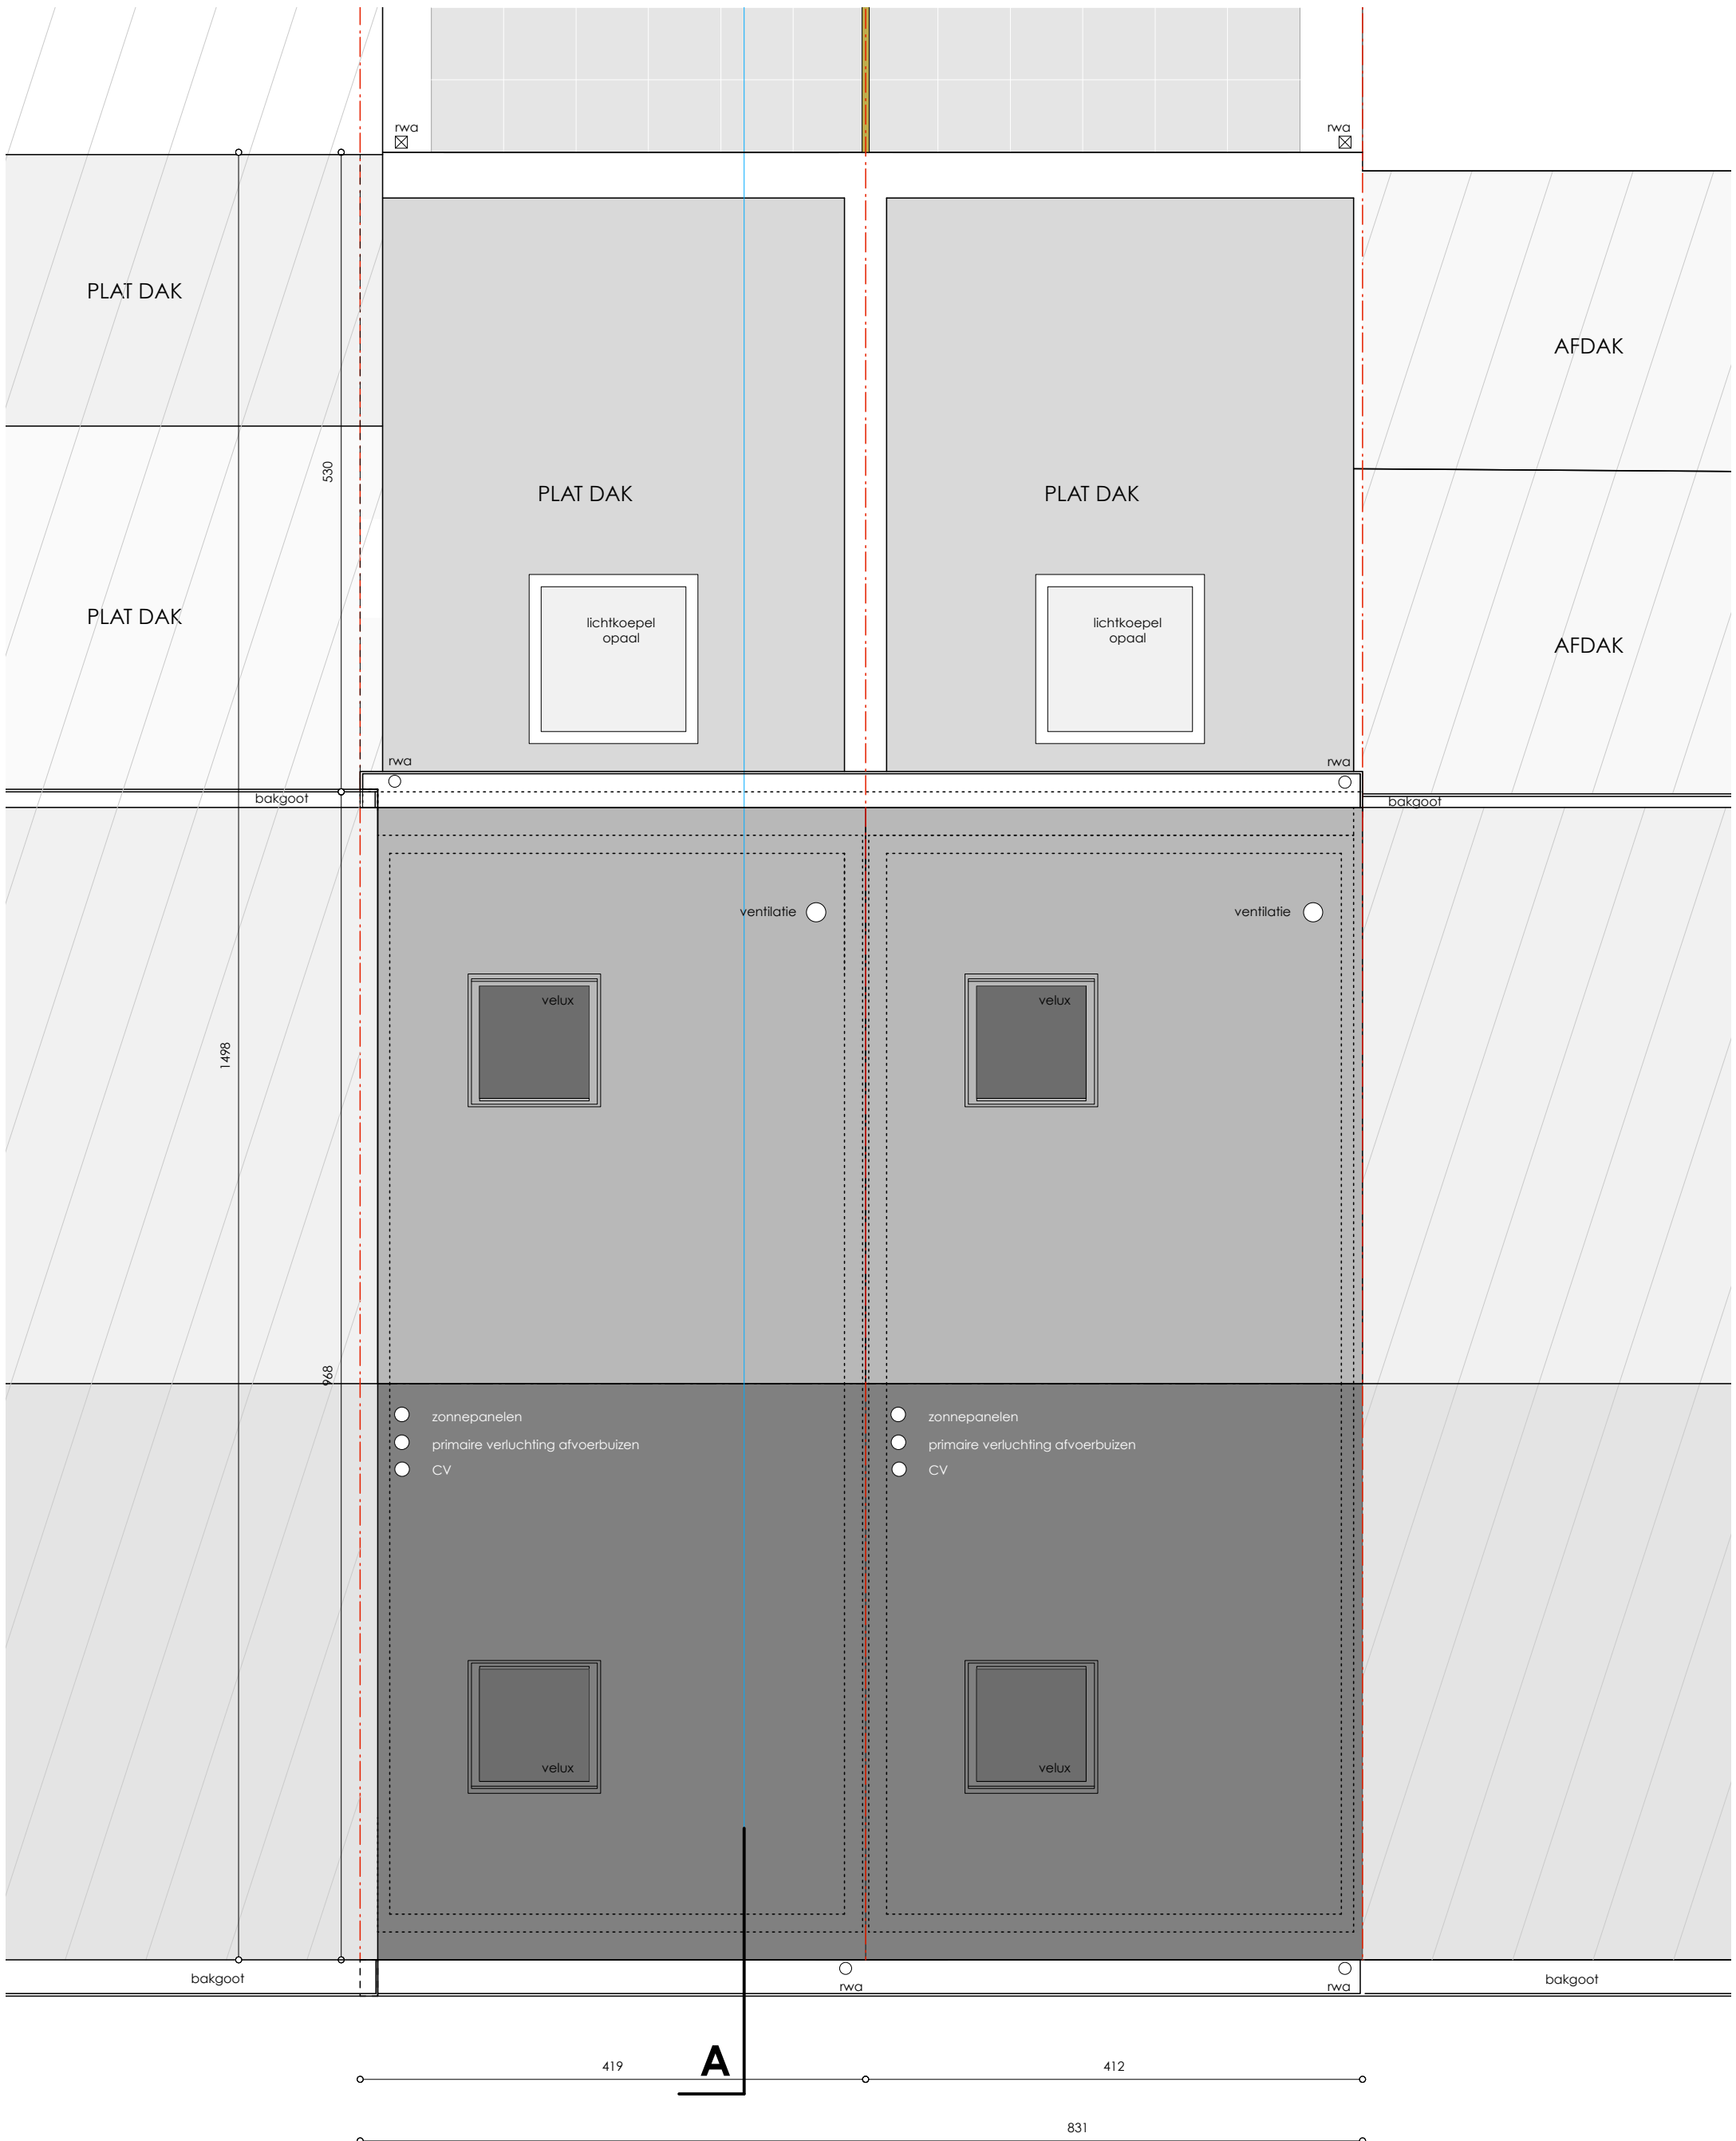 rwa
rwa
PLAT DAK
AFDAK
530
PLAT DAK
PLAT DAK
PLAT DAK
lichtkoepel
opaal
lichtkoepel
opaal
AFDAK
rwa
rwa
bakgoot
bakgoot
ventilatie
ventilatie
velux
velux
1498
968
zonnepanelen
zonnepanelen
primaire verluchting afvoerbuizen
primaire verluchting afvoerbuizen
CV
CV
velux
velux
bakgoot
rwa
rwa
bakgoot
A
419
412
831